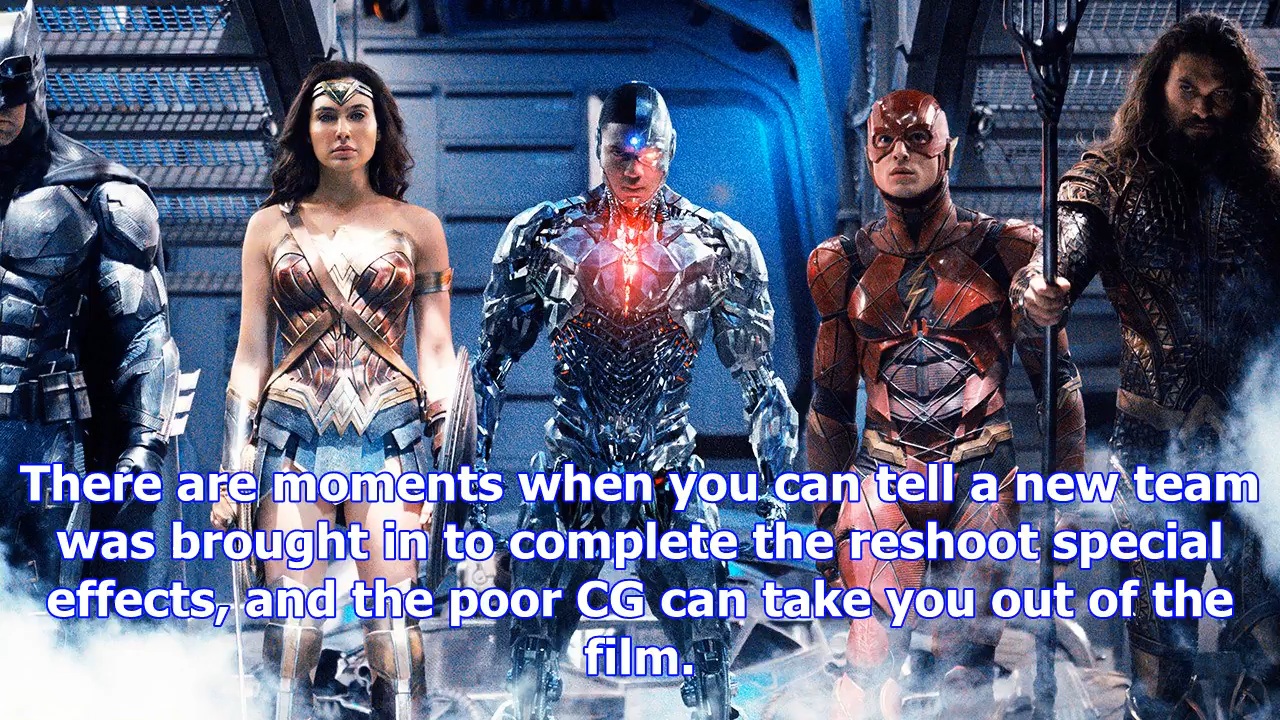 There are moments when you can tell a new team
was brought in to complete the reshoot special
effects, and the poor CG can take you out of the
film.